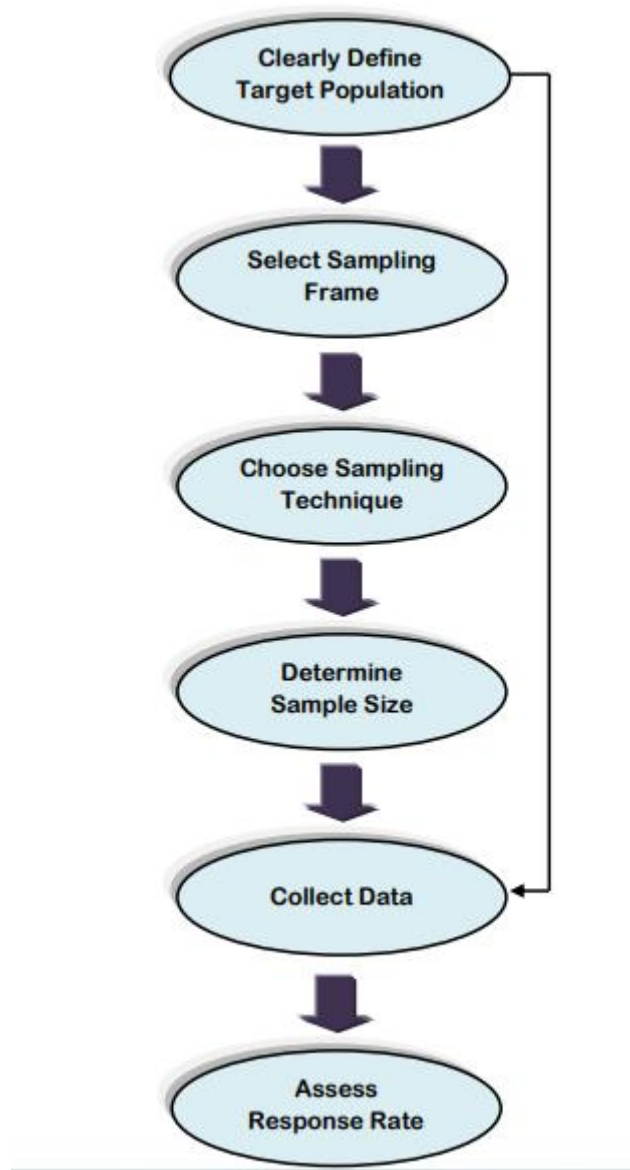 Clearly Define
Target Population
Select Sampling
Frame
Choose Sampling
Technique
Determine
Sample Size
Collect Data
Assess
Response Rate